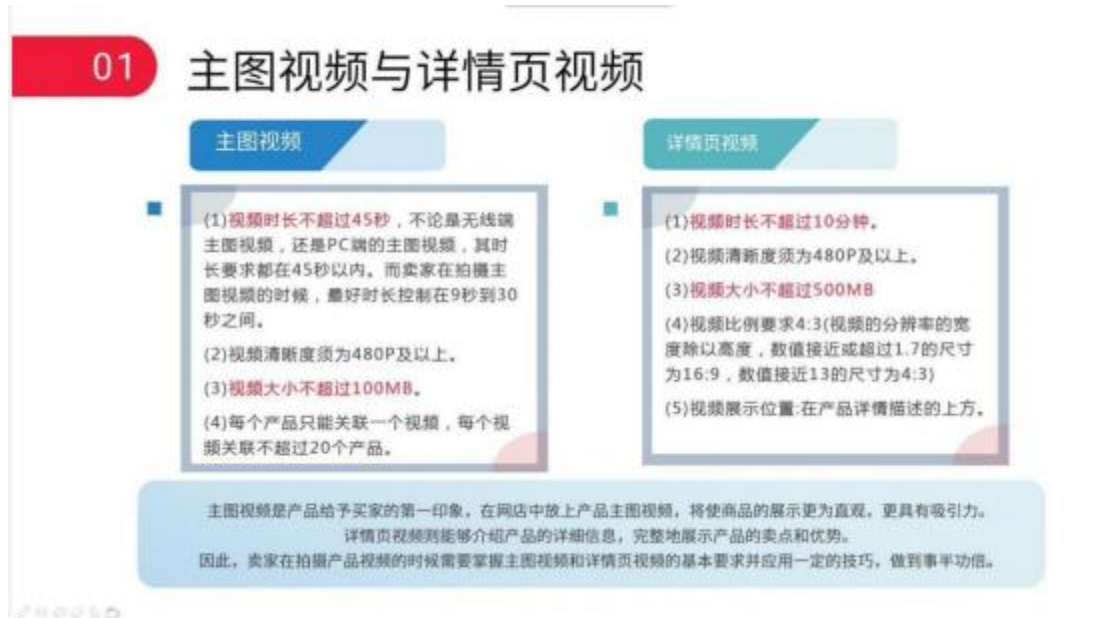 01
主图视频与详情页视频
主图视频
(1)视频时长不超过45秒，不论是无线端
主图视频，还是PC端的主图视频，其时
长要求都在45秒以内。而卖家在拍摄主
图视频的时候，最好时长控制在9秒到30
秒之间。
(2)视频清晰度须为480P及以上。
(3)视频大小不超过100MB。
(4)每个产品只能关联一个视频，每个视
频关联不超过20个产品。
详情页视频
(1)视频时长不超过10分钟。
(2)视频清晰度须为480P及以上。
(3)视频大小不超过500MB
(4)视频比例要求4:3(视频的分辨率的宽
度除以高度，数值接近或超过1.7的尺寸
为16:9，数值接近13的尺寸为4:3)
(5)视频展示位置:在产品详情描述的上方。
主图视频是产品给予买家的第一印象，在网店中放上产品主图视频，将使商品的展示更为直观，更具有吸引力。
详情页视频则能够介绍产品的详细信息，完整地展示产品的卖点和优势。
因此，卖家在拍摄产品视频的时候需要掌握主图视频和详情页视频的基本要求并应用一定的技巧，做到事半功倍。